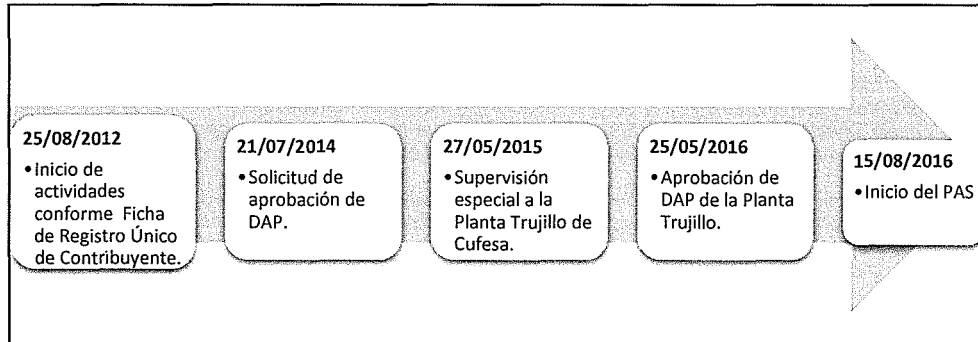 25/08/2012
•Inicio de
actividades
conforme Ficha
de Registro Único
de Contribuyente.
21/07/2014
•Solicitud de
aprobación de
DAP.
27/05/2015
•Supervisión
especial a la
Planta Trujillo de
Cufesa.
25/05/2016
•Aprobación de
DAP de la Planta
Trujillo.
15/08/2016
•Inicio del PAS